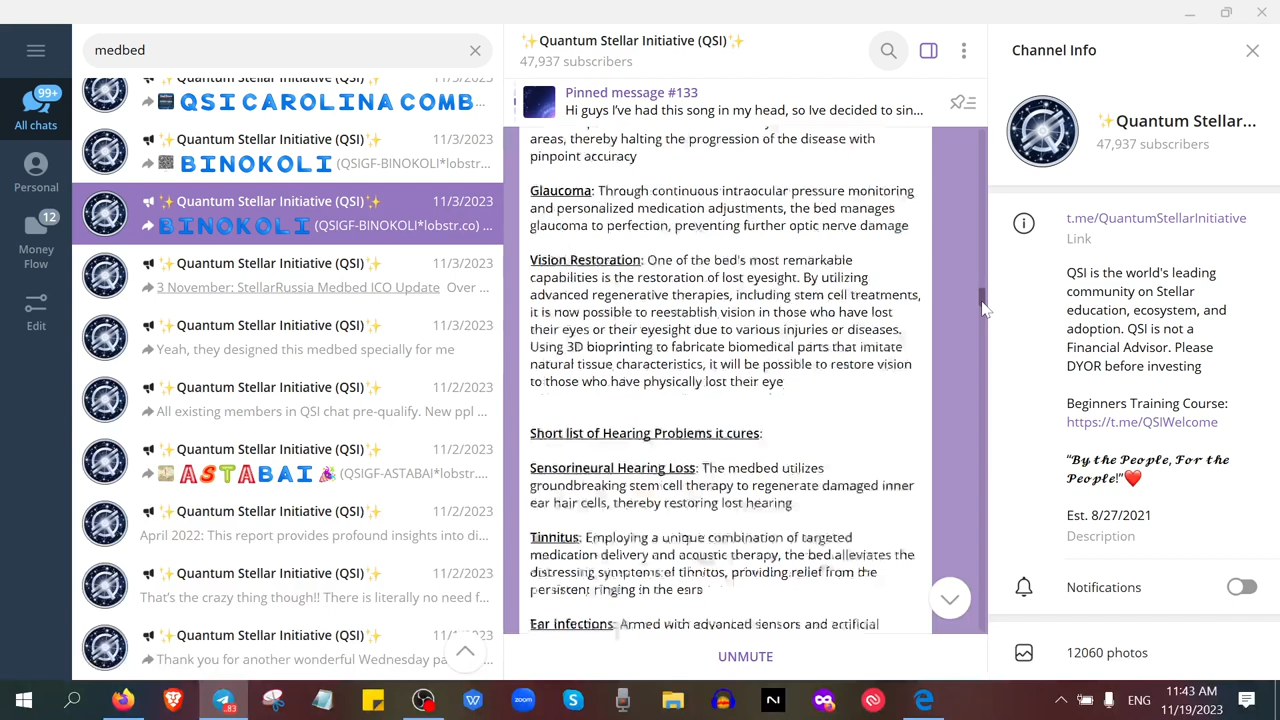 medbed
99+
All chats
Personal
12
Money
Flow
Edit
✨Quantum Stellar Initiative (QSI)✨ 11/3/2023
QSICAROLINA COMB...
✨Quantum Stellar Initiative (QSI)✨ 11/3/2023
BINOKOLI (QSIGF-BINOKOLI*lobstr.co...
✨Quantum Stellar Initiative (QSI)✨ 11/3/2023
BINOKOLI (QSIGF-BINOKOLI*lobstr.co) ...
✨Quantum Stellar Initiative (QSI)✨ 11/3/2023
3 November: StellarRussia Medbed ICO Update Over ...
✨Quantum Stellar Initiative (QSI)✨ 11/3/2023
Yeah, they designed this medbed specially for me
✨Quantum Stellar Initiative (QSI)✨ 11/2/2023
All existing members in QSI chat pre-qualify. New ppl ...
✨Quantum Stellar Initiative (QSI)✨ 11/2/2023
ASTABAI 🎉 (QSIGF-ASTABAI*lobstr....
✨Quantum Stellar Initiative (QSI)✨ 11/2/2023
April 2022: This report provides profound insights into di...
✨Quantum Stellar Initiative (QSI)✨ 11/2/2023
That's the crazy thing though!! There is literally no need f...
✨Quantum Stellar Initiative (QSI)✨
Thank you for another wonderful Wednesday pa...
✨Quantum Stellar Initiative (QSI)✨
47,937 subscribers
Pinned message #133
Hi guys I've had this song in my head, so Ive decided to sin...
areas, thereby halting the progression of the disease with
pinpoint accuracy
Glaucoma: Through continuous intraocular pressure monitoring
and personalized medication adjustments, the bed manages
glaucoma to perfection, preventing further optic nerve damage
Vision Restoration: One of the bed's most remarkable
capabilities is the restoration of lost eyesight. By utilizing
advanced regenerative therapies, including stem cell treatments,
it is now possible to reestablish vision in those who have lost
their eyes or their eyesight due to various injuries or diseases.
Using 3D bioprinting to fabricate biomedical parts that imitate
natural tissue characteristics, it will be possible to restore vision
to those who have physically lost their eye
Short list of Hearing Problems it cures:
Sensorineural Hearing Loss: The medbed utilizes
groundbreaking stem cell therapy to regenerate damaged inner
ear hair cells, thereby restoring lost hearing
Tinnitus: Employing a unique combination of targeted
medication delivery and acoustic therapy, the bed alleviates the
distressing symptoms of tinnitus, providing relief from the
persistent ringing in the ears
Ear infections: Armed with advanced sensors and artificial
UNMUTE
Channel Info
✨Quantum Stellar...
47,937 subscribers
t.me/QuantumStellarInitiative
Link
QSI is the world's leading
community on Stellar
education, ecosystem, and
adoption. QSI is not a
Financial Advisor. Please
DYOR before investing
Beginners Training Course:
https://t.me/QSIWelcome
"𝓑𝔂 𝓽𝓱𝓮 𝓟𝓮𝓸𝓹𝓵𝓮, 𝓕𝓸𝓻 𝓽𝓱𝓮
𝓟𝓮𝓸𝓹𝓵𝓮!"❤️
Est. 8/27/2021
Description
Notifications
12060 photos
.83
zoom
ENG
11:43 AM
11/19/2023